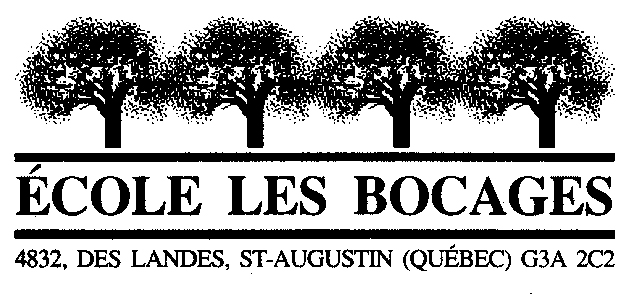 ÉCOLE LES BOCAGES
4832, DES LANDES, ST-AUGUSTIN (QUÉBEC) G3A 2C2